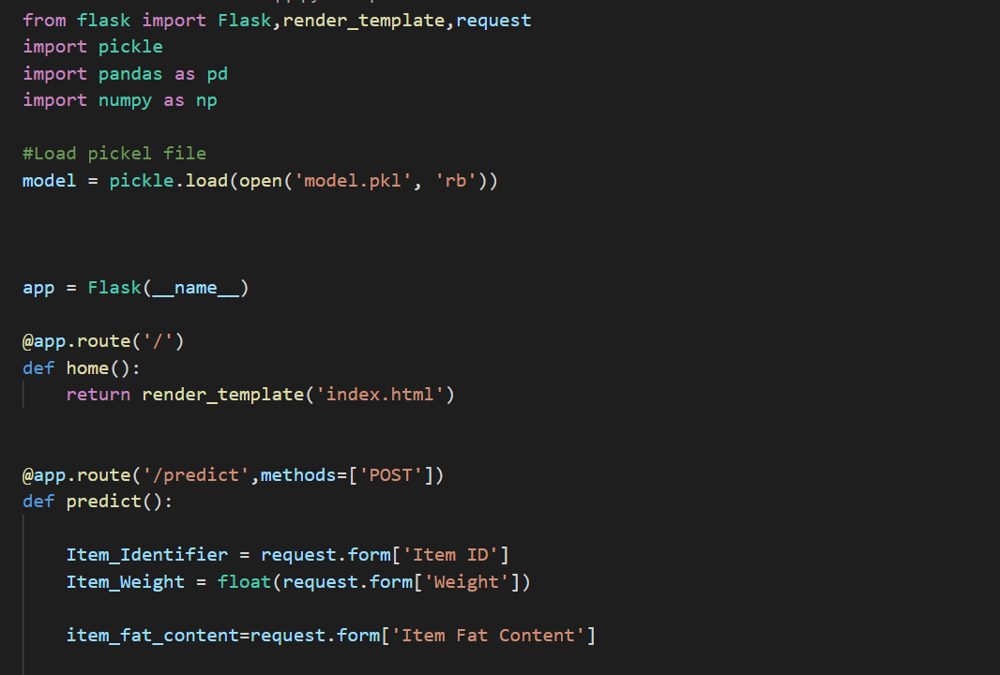 from flask import Flask,render_template,request
import pickle
import pandas as pd
import numpy as np
#Load pickel file
model = pickle.load(open('model.pkl', 'rb'))
app = Flask(__name__)
@app.route('/')
def home():
    return render_template('index.html')
@app.route('/predict',methods=['POST'])
def predict():
    Item_Identifier = request.form['Item ID']
    Item_Weight = float(request.form['Weight'])
    item_fat_content=request.form['Item Fat Content']